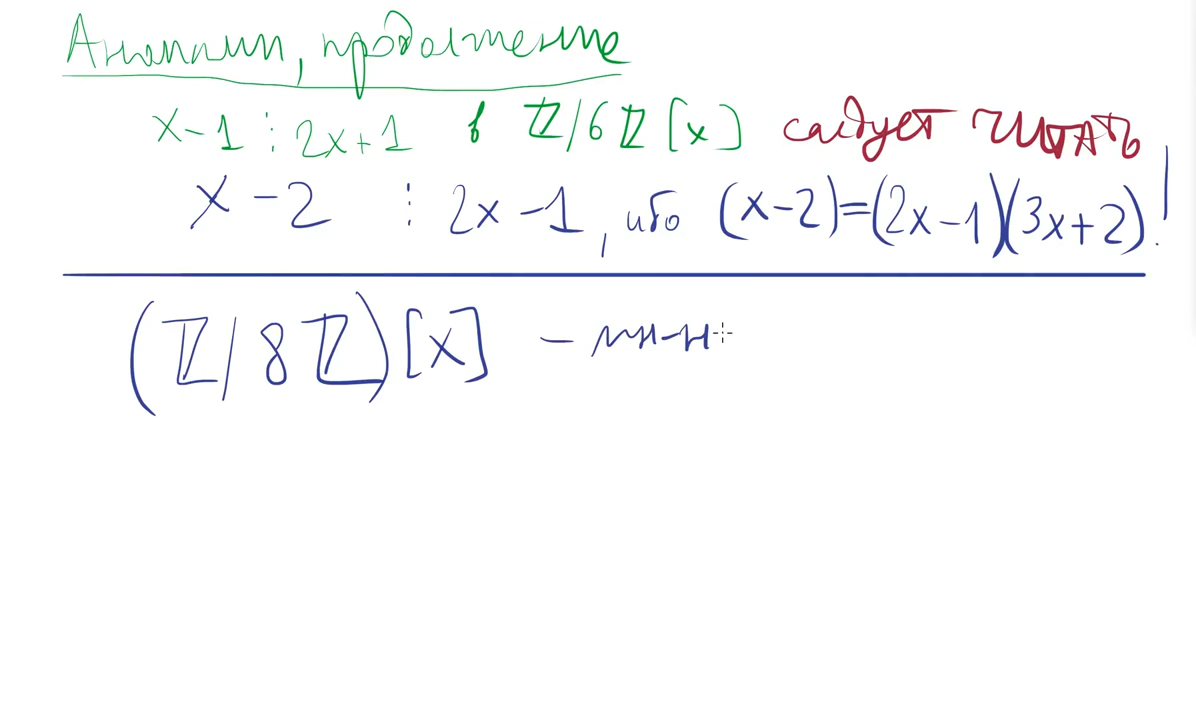 Аномалии, продолжение
x-1 ⋮ 2x+1 в ℤ/6ℤ[x] следует читать
x-2 ⋮ 2x-1, ибо (x-2)=(2x-1)(3x+2)!
(ℤ/8ℤ)[x] - мн-н